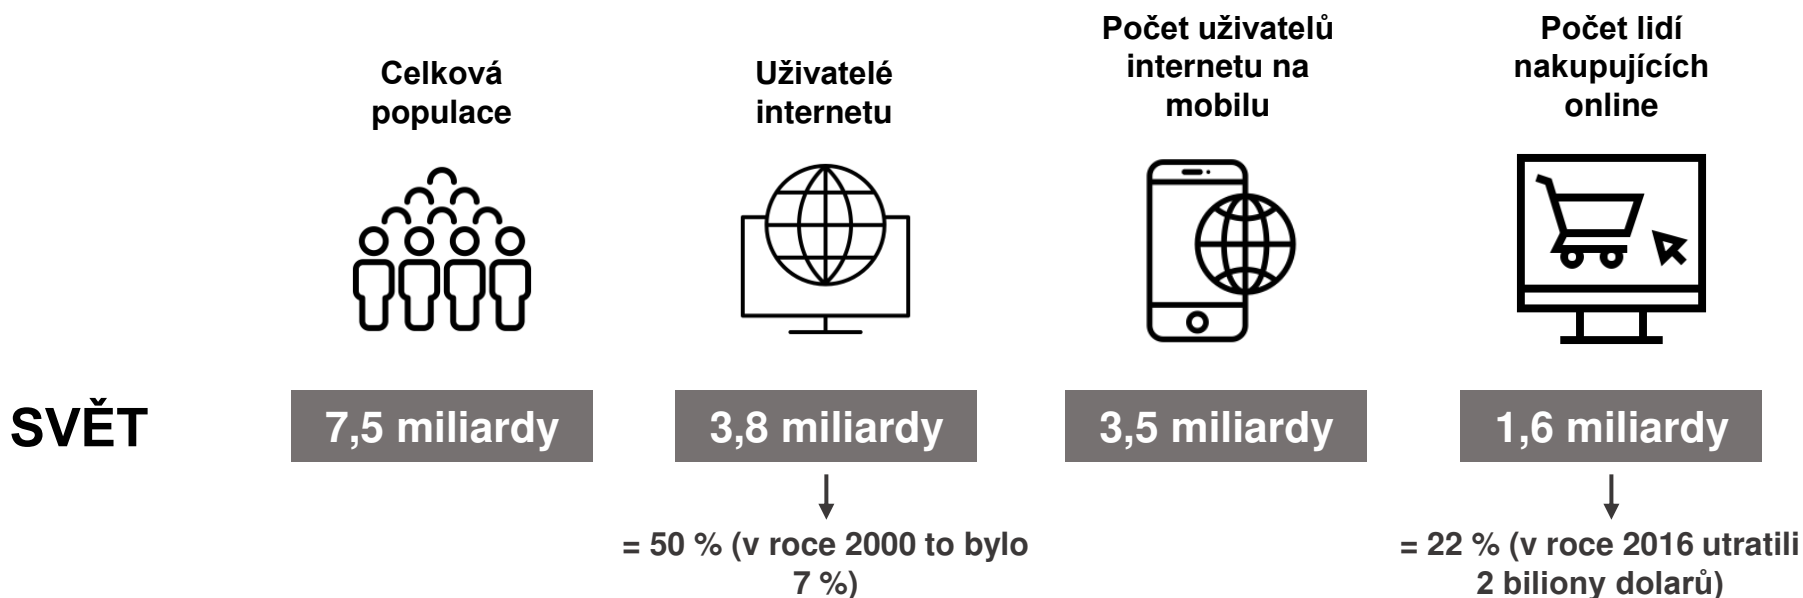 Celková
populace
Uživatelé
internetu
Počet uživatelů
internetu na
mobilu
Počet lidí
nakupujících
online
SVĚT
7,5 miliardy
3,8 miliardy
3,5 miliardy
1,6 miliardy
= 50 % (v roce 2000 to bylo
7 %)
= 22 % (v roce 2016 utratili
2 biliony dolarů)